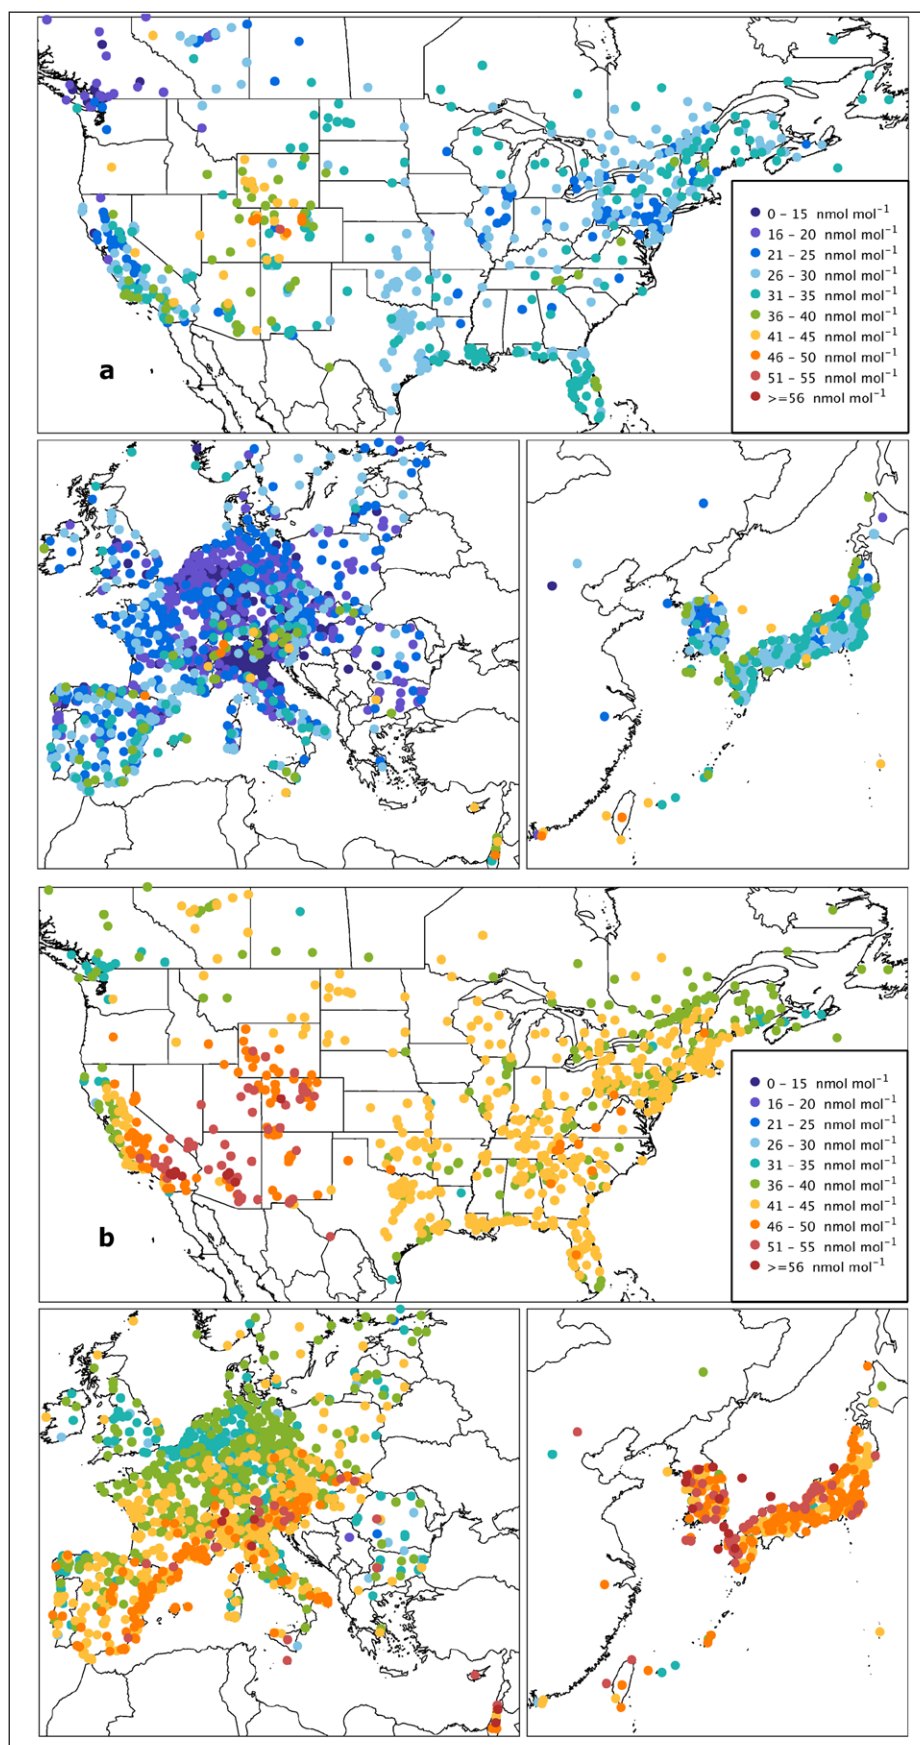 a
0 – 15 nmol mol⁻¹
16 – 20 nmol mol⁻¹
21 – 25 nmol mol⁻¹
26 – 30 nmol mol⁻¹
31 – 35 nmol mol⁻¹
36 – 40 nmol mol⁻¹
41 – 45 nmol mol⁻¹
46 – 50 nmol mol⁻¹
51 – 55 nmol mol⁻¹
>=56 nmol mol⁻¹
b
0 – 15 nmol mol⁻¹
16 – 20 nmol mol⁻¹
21 – 25 nmol mol⁻¹
26 – 30 nmol mol⁻¹
31 – 35 nmol mol⁻¹
36 – 40 nmol mol⁻¹
41 – 45 nmol mol⁻¹
46 – 50 nmol mol⁻¹
51 – 55 nmol mol⁻¹
>=56 nmol mol⁻¹